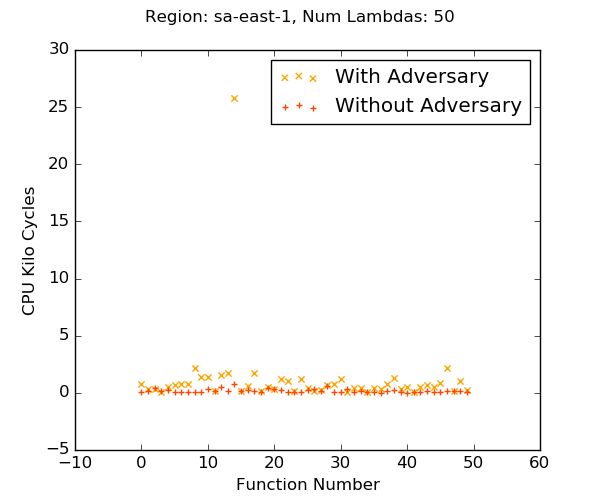 Region: sa-east-1, Num Lambdas: 50
30
25
20
15
10
5
0
−5
CPU Kilo Cycles
With Adversary
Without Adversary
−10 0 10 20 30 40 50 60
Function Number